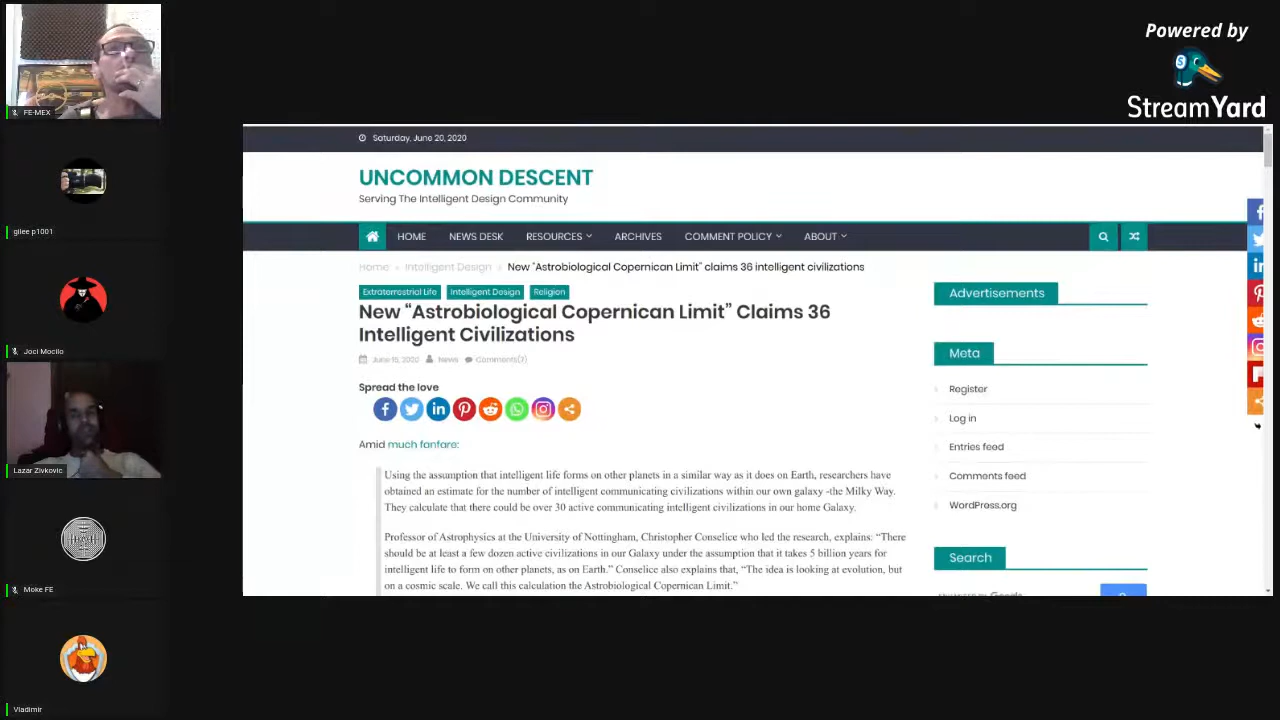 Powered by
StreamYard
FE-MEX
gilee p1001
Joci Mocilo
Lazar Zivkovic
Moke FE
Vladimir
Saturday, June 20, 2020
UNCOMMON DESCENT
Serving The Intelligent Design Community
HOME NEWS DESK RESOURCES ARCHIVES COMMENT POLICY ABOUT
Home Intelligent Design New "Astrobiological Copernican Limit" claims 36 intelligent civilizations
Extraterrestrial Life Intelligent Design Religion
New “Astrobiological Copernican Limit” Claims 36
Intelligent Civilizations
June 15, 2020 News Comments(7)
Spread the love
Amid much fanfare:
Using the assumption that intelligent life forms on other planets in a similar way as it does on Earth, researchers have
obtained an estimate for the number of intelligent communicating civilizations within our own galaxy -the Milky Way.
They calculate that there could be over 30 active communicating intelligent civilizations in our home Galaxy.
Professor of Astrophysics at the University of Nottingham, Christopher Conselice who led the research, explains: “There
should be at least a few dozen active civilizations in our Galaxy under the assumption that it takes 5 billion years for
intelligent life to form on other planets, as on Earth.” Conselice also explains that, “The idea is looking at evolution, but
on a cosmic scale. We call this calculation the Astrobiological Copernican Limit.”
Advertisements
Meta
Register
Log in
Entries feed
Comments feed
WordPress.org
Search